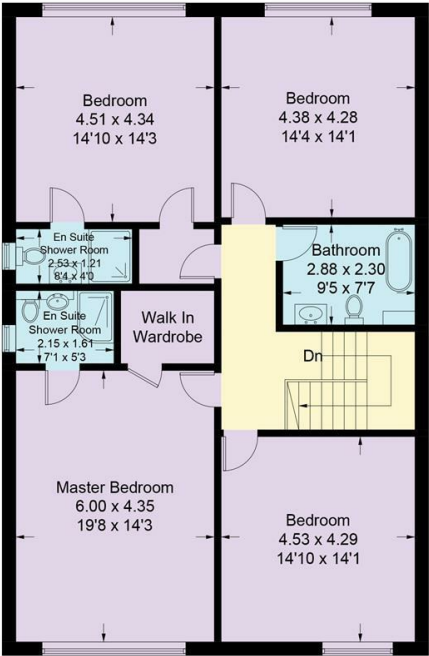 Bedroom
4.51 x 4.34
14'10 x 14'3
Bedroom
4.38 x 4.28
14'4 x 14'1
En Suite
Shower Room
2.53 x 1.21
8'4 x 4'0
Bathroom
2.88 x 2.30
9'5 x 7'7
En Suite
Shower Room
2.15 x 1.61
7'1 x 5'3
Walk In
Wardrobe
Dn
Master Bedroom
6.00 x 4.35
19'8 x 14'3
Bedroom
4.53 x 4.29
14'10 x 14'1